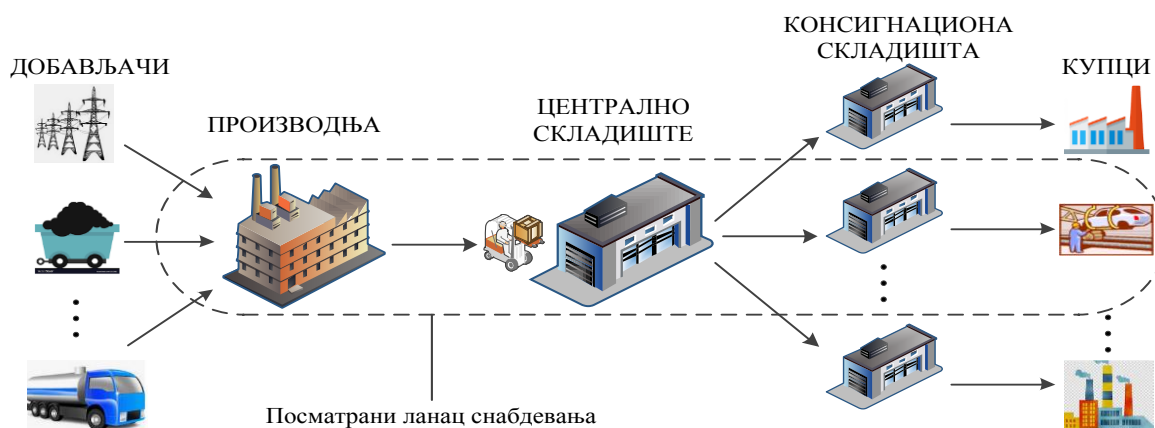 ДОБАВЉАЧИ
ПРОИЗВОДЊА
ЦЕНТРАЛНО
СКЛАДИШТЕ
КОНСИГНАЦИОНА
СКЛАДИШТА
КУПЦИ
Посматрани ланац снабдевања